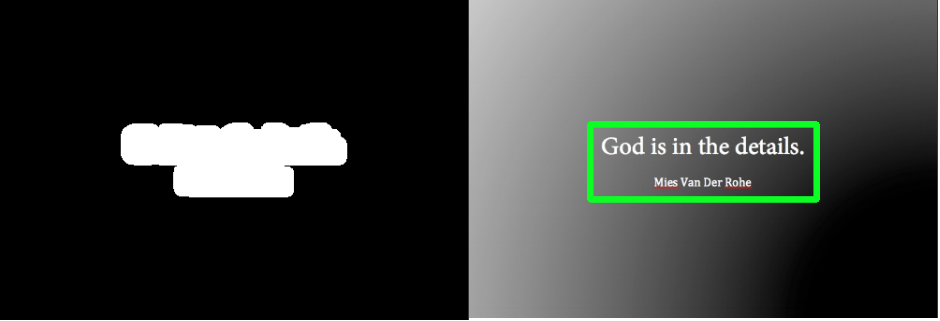 God is in the details.
Mies Van Der Rohe